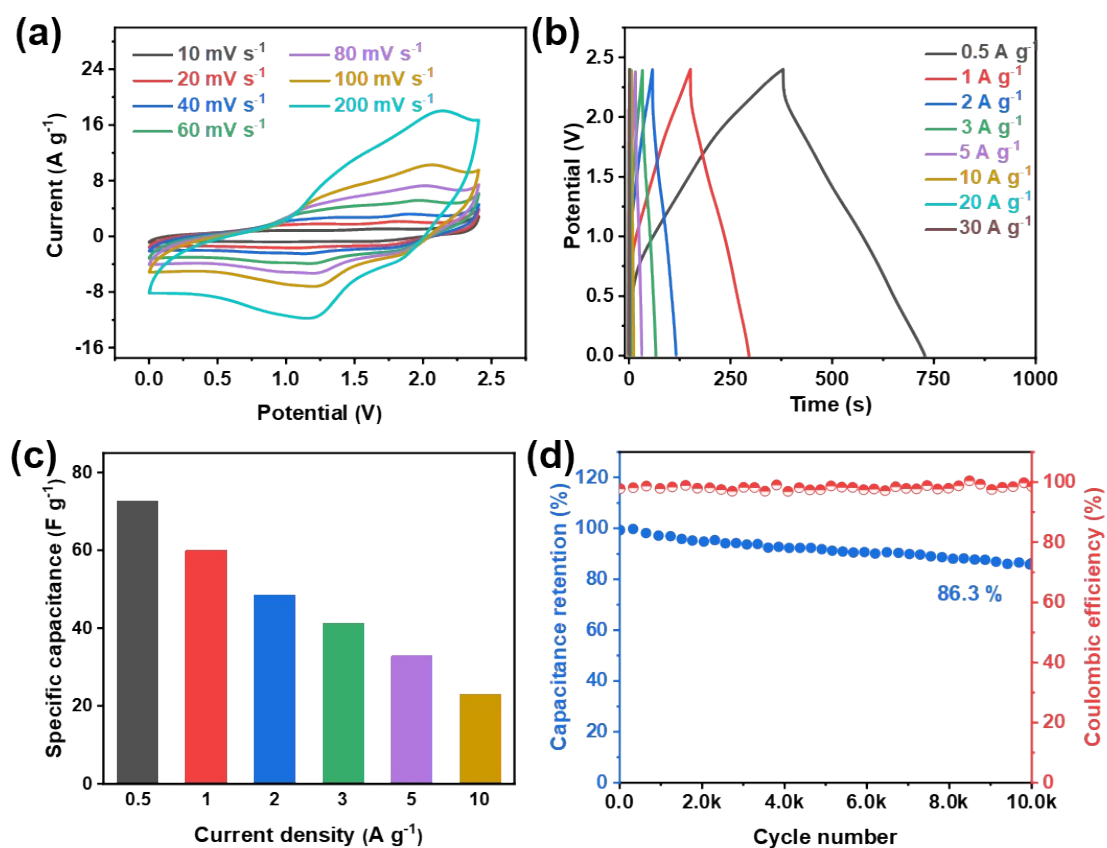 (a)
10 mV s⁻¹
20 mV s⁻¹
40 mV s⁻¹
60 mV s⁻¹
80 mV s⁻¹
100 mV s⁻¹
200 mV s⁻¹
Current (A g⁻¹)
24
16
8
0
-8
-16
0.0 0.5 1.0 1.5 2.0 2.5
Potential (V)
(b)
0.5 A g⁻¹
1 A g⁻¹
2 A g⁻¹
3 A g⁻¹
5 A g⁻¹
10 A g⁻¹
20 A g⁻¹
30 A g⁻¹
Potential (V)
2.5
2.0
1.5
1.0
0.5
0.0
0 250 500 750 1000
Time (s)
(c)
Specific capacitance (F g⁻¹)
80
60
40
20
0
0.5 1 2 3 5 10
Current density (A g⁻¹)
(d)
Capacitance retention (%)
120
100
80
60
40
20
0
86.3 %
100
80
60
40
20
0
Coulombic efficiency (%)
0.0 2.0k 4.0k 6.0k 8.0k 10.0k
Cycle number